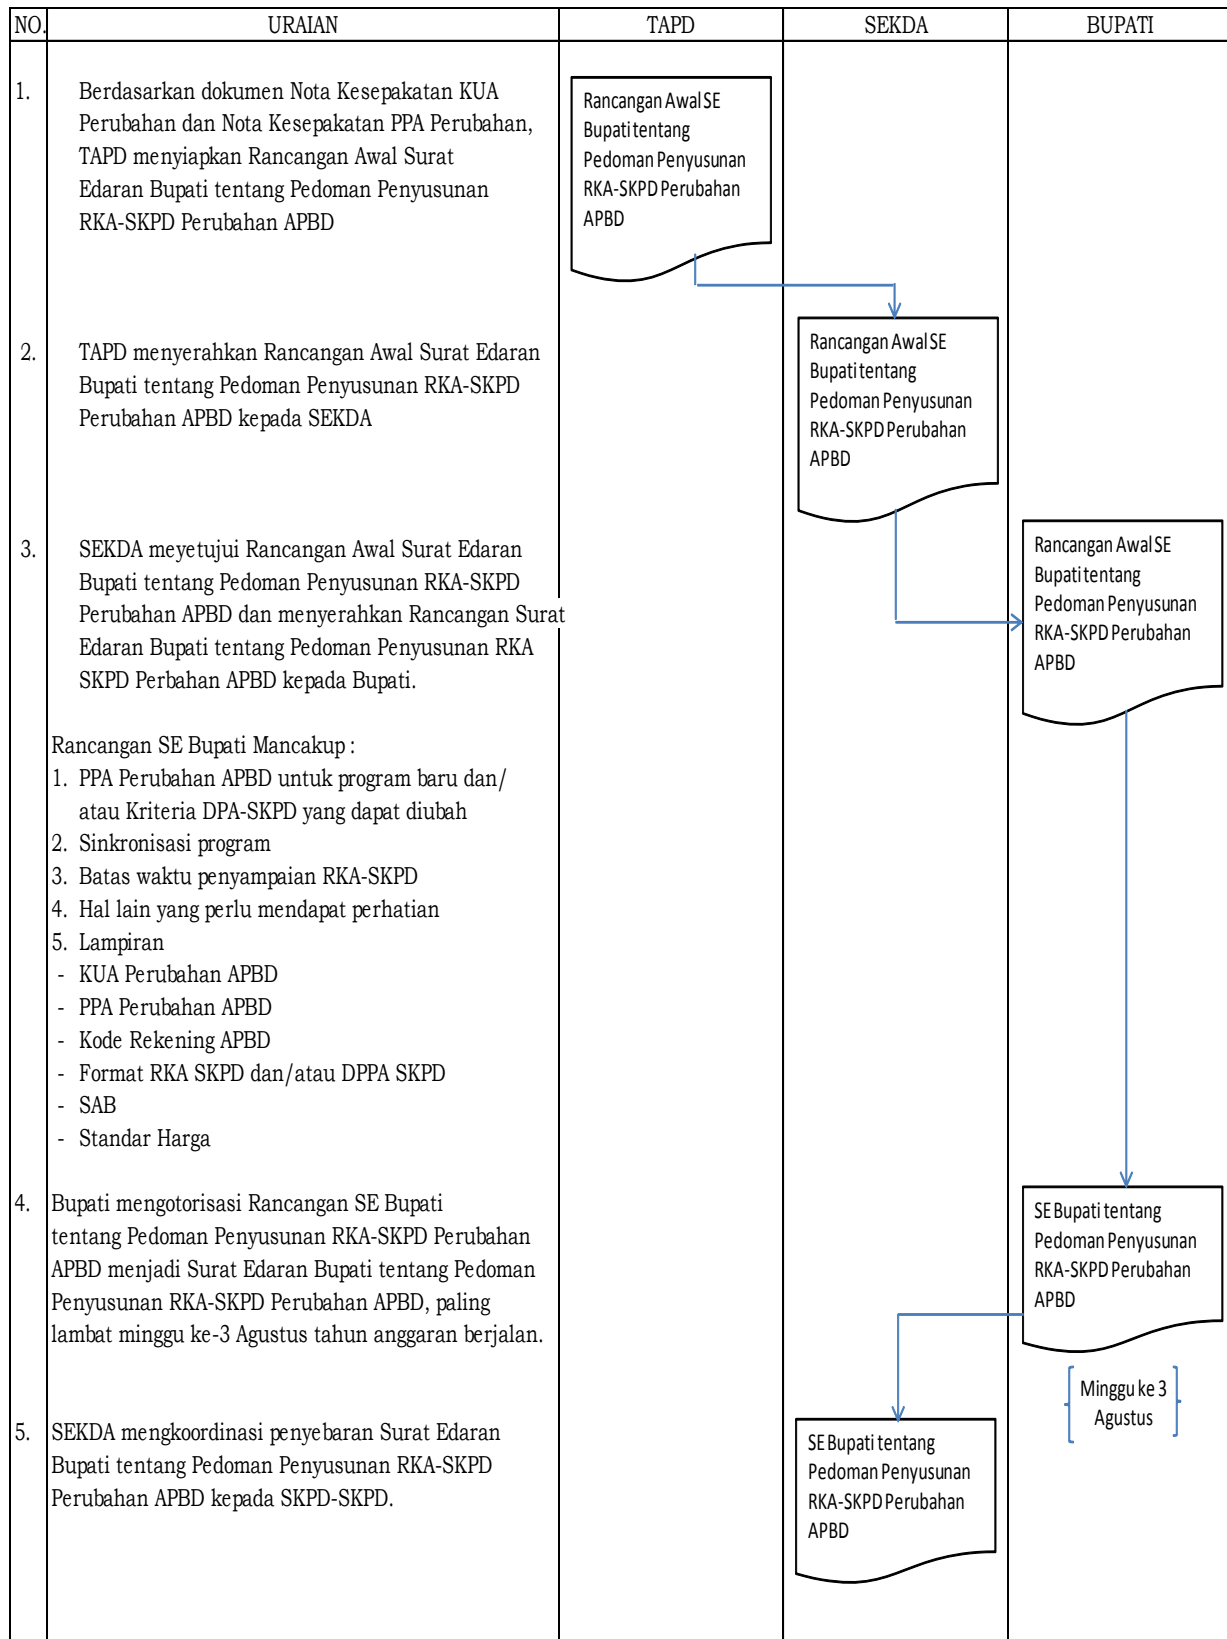 NO. URAIAN TAPD SEKDA BUPATI
1. Berdasarkan dokumen Nota Kesepakatan KUA
Perubahan dan Nota Kesepakatan PPA Perubahan,
TAPD menyiapkan Rancangan Awal Surat
Edaran Bupati tentang Pedoman Penyusunan
RKA-SKPD Perubahan APBD
Rancangan Awal SE
Bupati tentang
Pedoman Penyusunan
RKA-SKPD Perubahan
APBD
2. TAPD menyerahkan Rancangan Awal Surat Edaran
Bupati tentang Pedoman Penyusunan RKA-SKPD
Perubahan APBD kepada SEKDA
Rancangan Awal SE
Bupati tentang
Pedoman Penyusunan
RKA-SKPD Perubahan
APBD
3. SEKDA meyetujui Rancangan Awal Surat Edaran
Bupati tentang Pedoman Penyusunan RKA-SKPD
Perubahan APBD dan menyerahkan Rancangan Surat
Edaran Bupati tentang Pedoman Penyusunan RKA
SKPD Perbahan APBD kepada Bupati.
Rancangan Awal SE
Bupati tentang
Pedoman Penyusunan
RKA-SKPD Perubahan
APBD
Rancangan SE Bupati Mancakup :
1. PPA Perubahan APBD untuk program baru dan/
atau Kriteria DPA-SKPD yang dapat diubah
2. Sinkronisasi program
3. Batas waktu penyampaian RKA-SKPD
4. Hal lain yang perlu mendapat perhatian
5. Lampiran
- KUA Perubahan APBD
- PPA Perubahan APBD
- Kode Rekening APBD
- Format RKA SKPD dan/atau DPPA SKPD
- SAB
- Standar Harga
4. Bupati mengotorisasi Rancangan SE Bupati
tentang Pedoman Penyusunan RKA-SKPD Perubahan
APBD menjadi Surat Edaran Bupati tentang Pedoman
Penyusunan RKA-SKPD Perubahan APBD, paling
lambat minggu ke-3 Agustus tahun anggaran berjalan.
SE Bupati tentang
Pedoman Penyusunan
RKA-SKPD Perubahan
APBD
Minggu ke 3
Agustus
5. SEKDA mengkoordinasi penyebaran Surat Edaran
Bupati tentang Pedoman Penyusunan RKA-SKPD
Perubahan APBD kepada SKPD-SKPD.
SE Bupati tentang
Pedoman Penyusunan
RKA-SKPD Perubahan
APBD